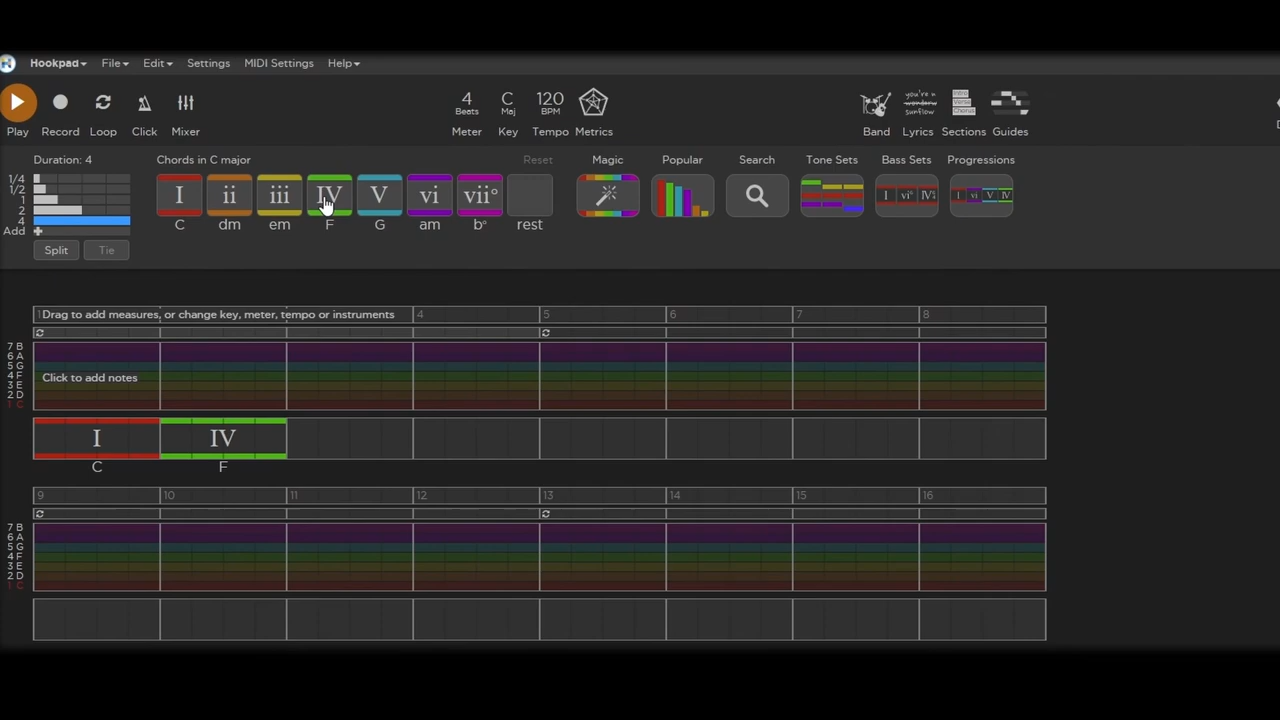 Hookpad File Edit Settings MIDI Settings Help
4 C 120
Beats Maj BPM
Play Record Loop Click Mixer Meter Key Tempo Metrics Band Lyrics Sections Guides
Duration: 4 Chords in C major Reset Magic Popular Search Tone Sets Bass Sets Progressions
1/4
1/2
1
2
4
Add
I ii iii IV V vi vii°
C dm em F G am b° rest
Split Tie
1 Drag to add measures, or change key, meter, tempo or instruments 4 5 6 7 8
7 B
6 A
5 G
4 F
3 E
2 D
1 C
Click to add notes
I IV
C F
9 10 11 12 13 14 15 16
7 B
6 A
5 G
4 F
3 E
2 D
1 C